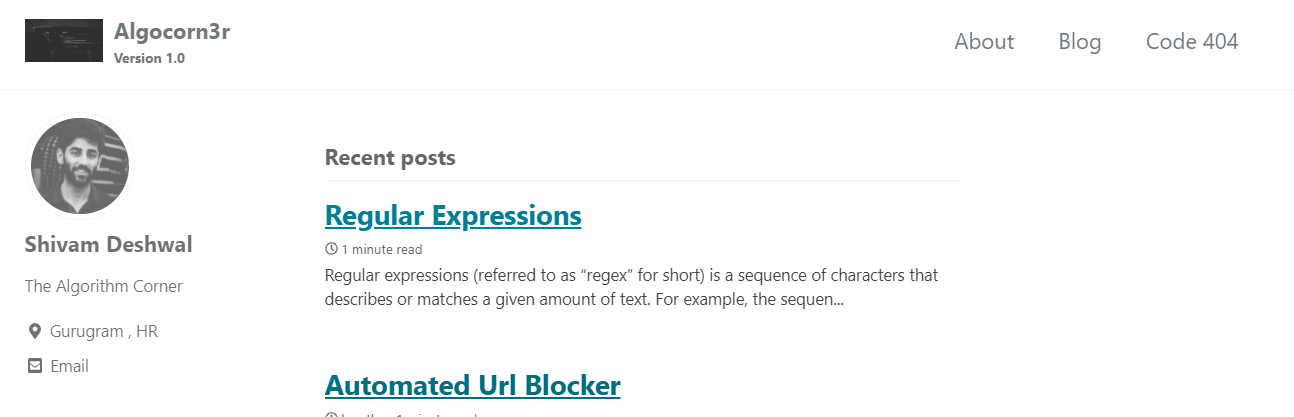 Algocorn3r
Version 1.0
About Blog Code 404
Shivam Deshwal
The Algorithm Corner
Gurugram , HR
Email
Recent posts
Regular Expressions
1 minute read
Regular expressions (referred to as “regex” for short) is a sequence of characters that
describes or matches a given amount of text. For example, the sequen...
Automated Url Blocker